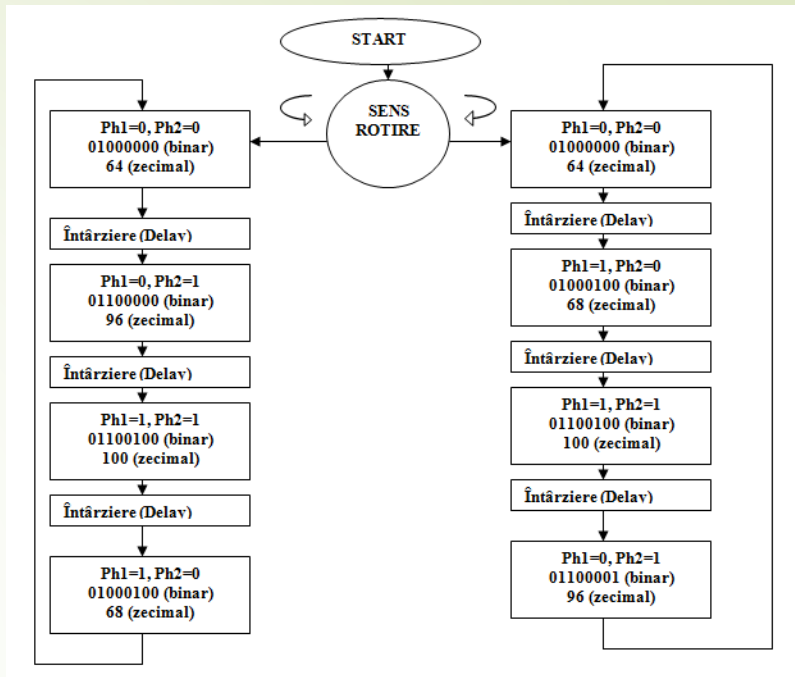 START
SENS
ROTIRE
Ph1=0, Ph2=0
01000000 (binar)
64 (zecimal)
Întârziere (Delay)
Ph1=0, Ph2=1
01100000 (binar)
96 (zecimal)
Întârziere (Delay)
Ph1=1, Ph2=1
01100100 (binar)
100 (zecimal)
Întârziere (Delay)
Ph1=1, Ph2=0
01000100 (binar)
68 (zecimal)
Ph1=0, Ph2=0
01000000 (binar)
64 (zecimal)
Întârziere (Delay)
Ph1=1, Ph2=0
01000100 (binar)
68 (zecimal)
Întârziere (Delay)
Ph1=1, Ph2=1
01100100 (binar)
100 (zecimal)
Întârziere (Delay)
Ph1=0, Ph2=1
01100001 (binar)
96 (zecimal)